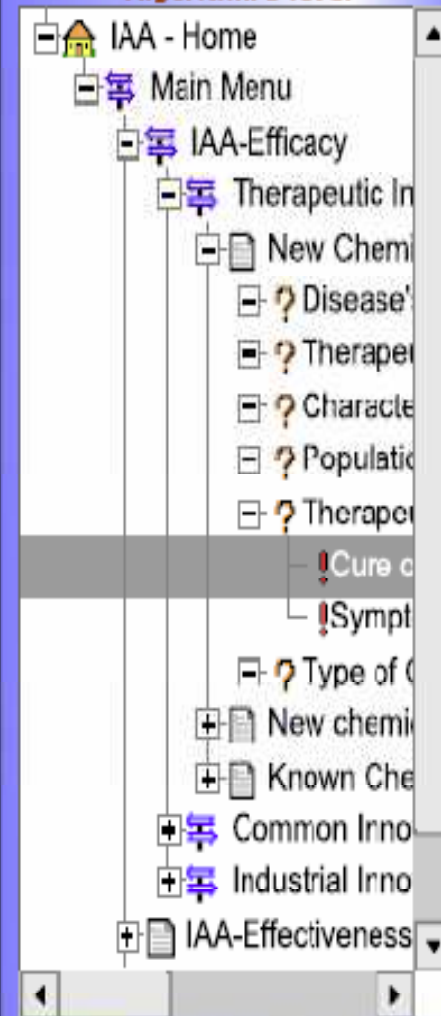 IAA - Home
Main Menu
IAA-Efficacy
Therapeutic In
New Chemi
Disease'
Therape
Characte
Populatio
Therape
Cure o
Sympt
Type of
New chemi
Known Che
Common Inno
Industrial Inno
IAA-Effectiveness